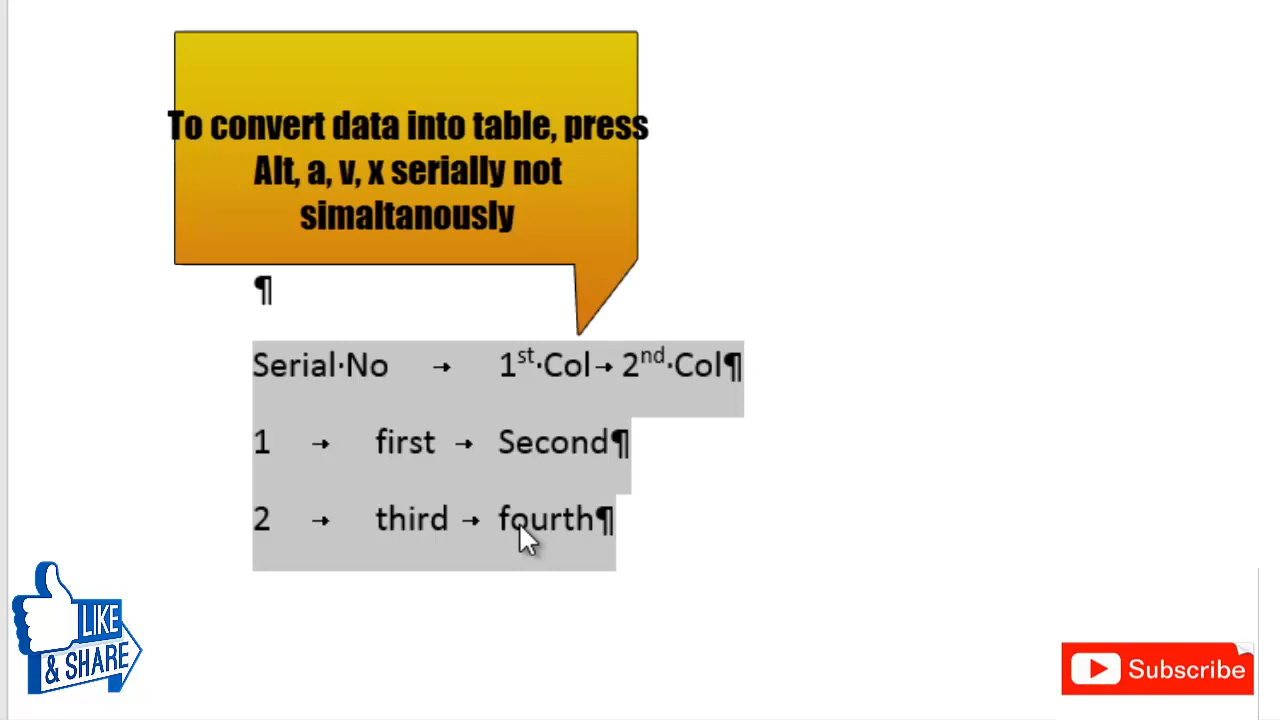 To convert data into table, press
Alt, a, v, x serially not
simaltanously
¶
Serial·No → 1st·Col→2nd·Col¶
1 → first → Second¶
2 → third → fourth¶
LIKE
& SHARE
Subscribe